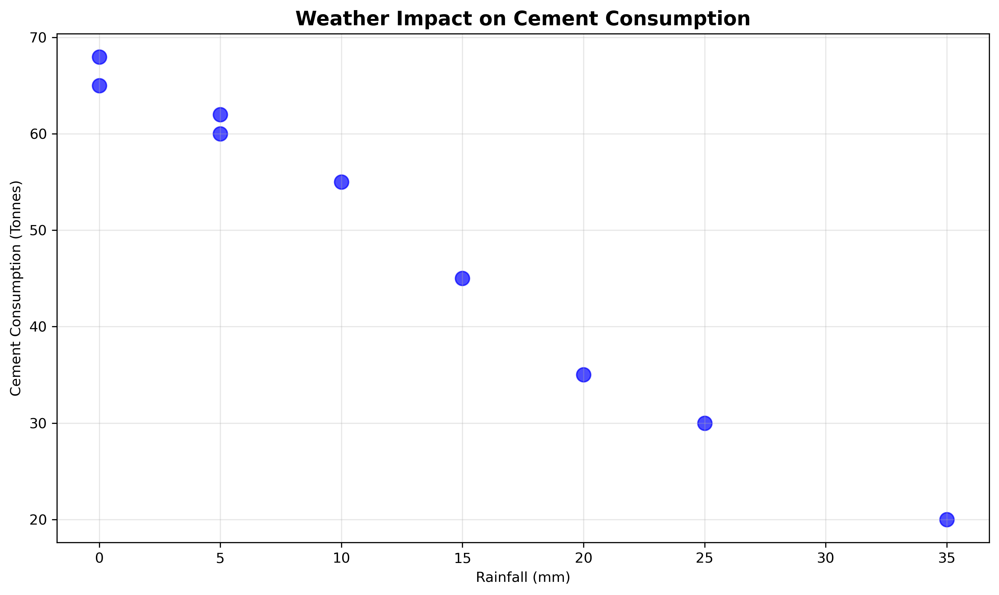 Weather Impact on Cement Consumption
70
60
50
40
30
20
Cement Consumption (Tonnes)
0 5 10 15 20 25 30 35
Rainfall (mm)